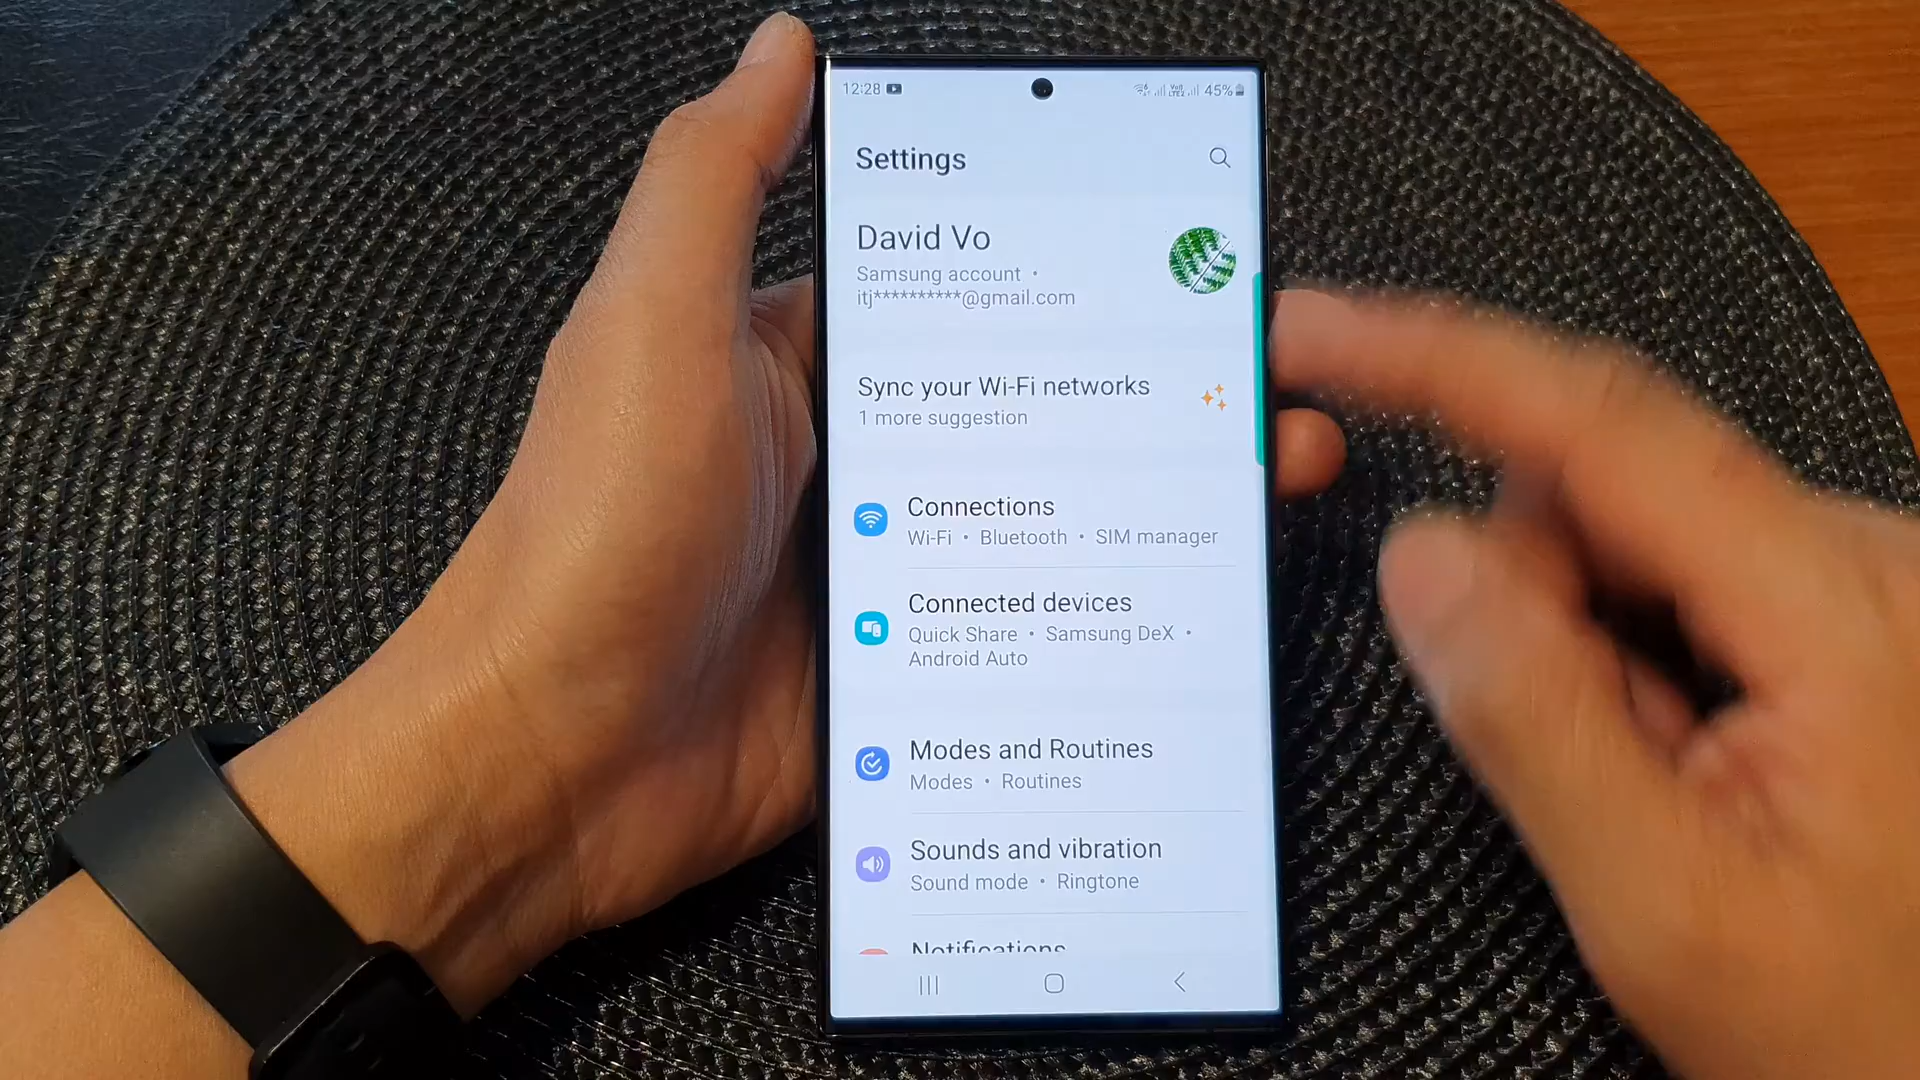 12:28
45%
Settings
David Vo
Samsung account •
itj**********@gmail.com
Sync your Wi-Fi networks
1 more suggestion
Connections
Wi-Fi • Bluetooth • SIM manager
Connected devices
Quick Share • Samsung DeX •
Android Auto
Modes and Routines
Modes • Routines
Sounds and vibration
Sound mode • Ringtone
Notifications